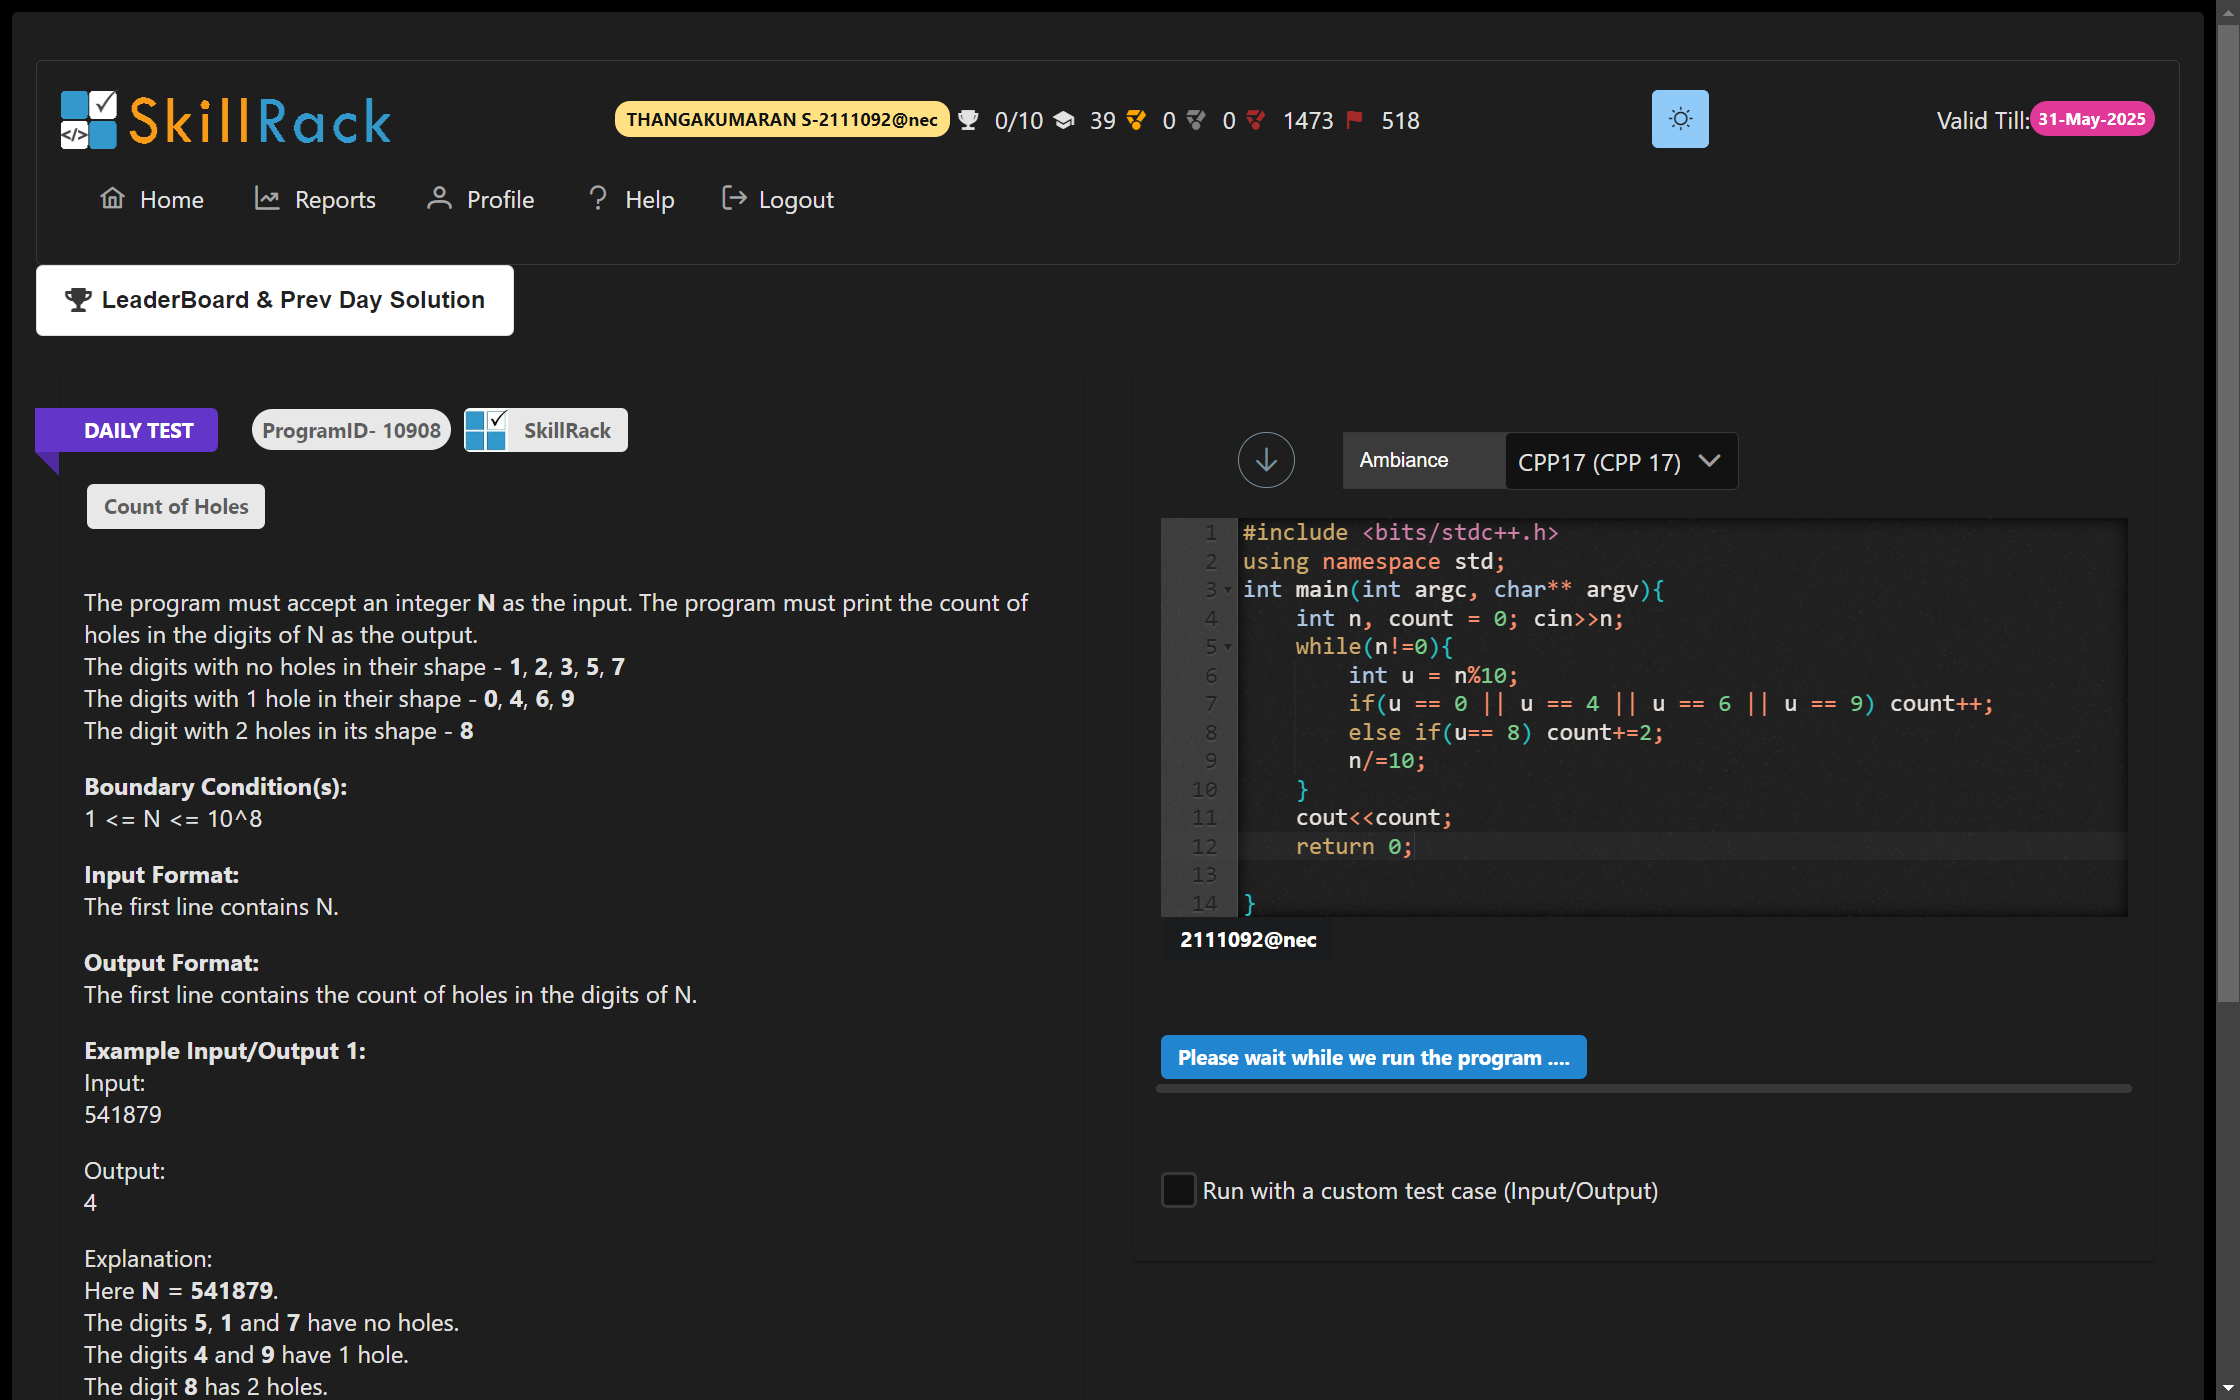 SkillRack
THANGAKUMARAN S-2111092@nec 0/10 39 0 0 1473 518
Valid Till: 31-May-2025
Home Reports Profile Help Logout
LeaderBoard & Prev Day Solution
DAILY TEST ProgramID- 10908 SkillRack
Count of Holes
The program must accept an integer N as the input. The program must print the count of
holes in the digits of N as the output.
The digits with no holes in their shape - 1, 2, 3, 5, 7
The digits with 1 hole in their shape - 0, 4, 6, 9
The digit with 2 holes in its shape - 8
Boundary Condition(s):
1 <= N <= 10^8
Input Format:
The first line contains N.
Output Format:
The first line contains the count of holes in the digits of N.
Example Input/Output 1:
Input:
541879
Output:
4
Explanation:
Here N = 541879.
The digits 5, 1 and 7 have no holes.
The digits 4 and 9 have 1 hole.
The digit 8 has 2 holes.
Ambiance CPP17 (CPP 17)
1 #include <bits/stdc++.h>
2 using namespace std;
3 int main(int argc, char** argv){
4 int n, count = 0; cin>>n;
5 while(n!=0){
6 int u = n%10;
7 if(u == 0 || u == 4 || u == 6 || u == 9) count++;
8 else if(u== 8) count+=2;
9 n/=10;
10 }
11 cout<<count;
12 return 0;
13
14 }
2111092@nec
Please wait while we run the program ....
Run with a custom test case (Input/Output)